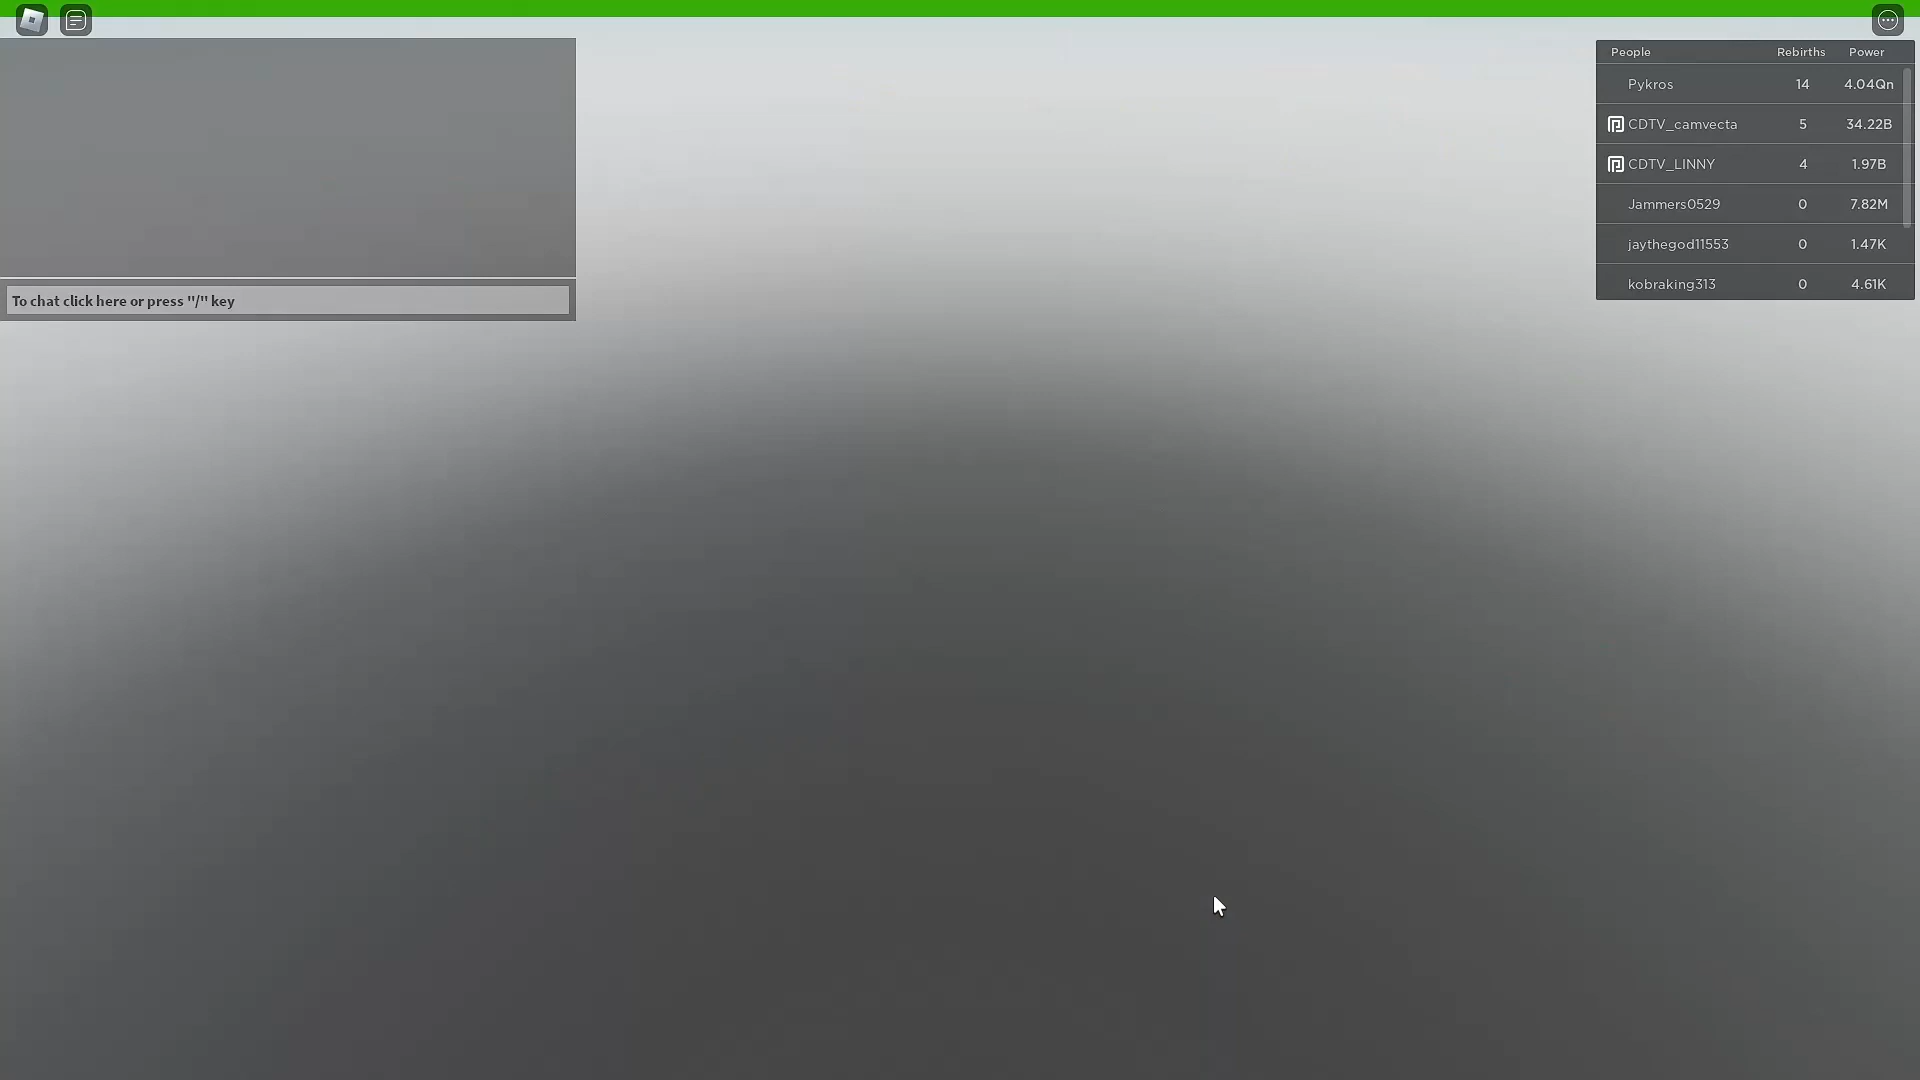 People Rebirths Power
Pykros 14 4.04Qn
CDTV_camvecta 5 34.22B
CDTV_LINNY 4 1.97B
Jammers0529 0 7.82M
jaythegod11553 0 1.47K
kobraking313 0 4.61K
To chat click here or press "/" key